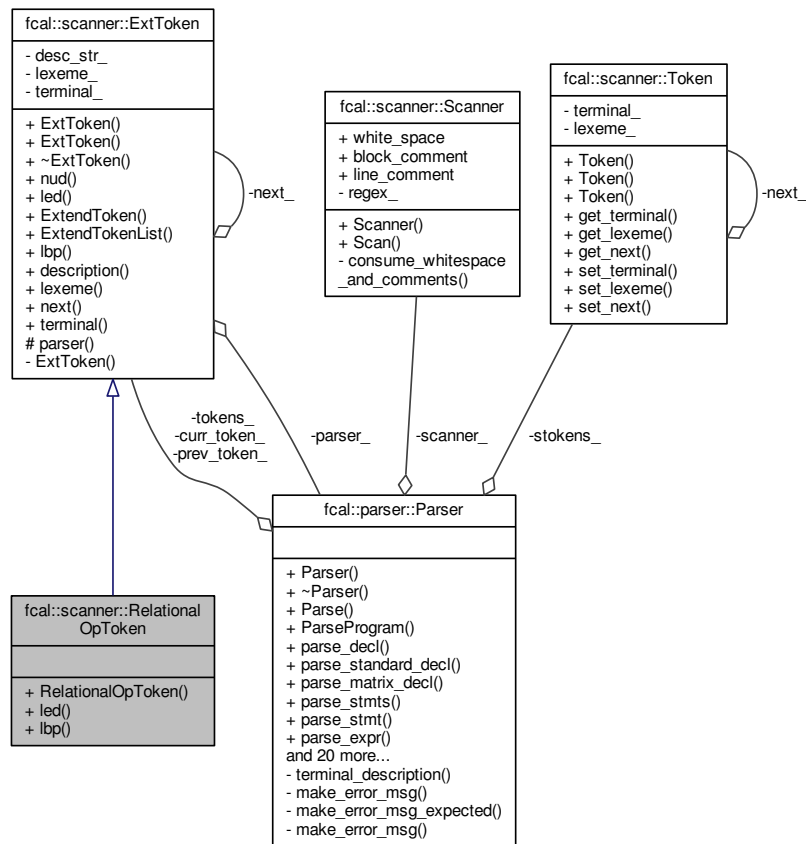 fcal::scanner::ExtToken
- desc_str_
- lexeme_
- terminal_
+ ExtToken()
+ ExtToken()
+ ~ExtToken()
+ nud()
+ led()
+ ExtendToken()
+ ExtendTokenList()
+ lbp()
+ description()
+ lexeme()
+ next()
+ terminal()
# parser()
- ExtToken()
-next_
fcal::scanner::Scanner
+ white_space
+ block_comment
+ line_comment
- regex_
+ Scanner()
+ Scan()
- consume_whitespace
_and_comments()
fcal::scanner::Token
- terminal_
- lexeme_
+ Token()
+ Token()
+ Token()
+ get_terminal()
+ get_lexeme()
+ get_next()
+ set_terminal()
+ set_lexeme()
+ set_next()
-next_
-tokens_
-curr_token_
-prev_token_
-parser_
-scanner_
-stokens_
fcal::parser::Parser
+ Parser()
+ ~Parser()
+ Parse()
+ ParseProgram()
+ parse_decl()
+ parse_standard_decl()
+ parse_matrix_decl()
+ parse_stmts()
+ parse_stmt()
+ parse_expr()
and 20 more...
- terminal_description()
- make_error_msg()
- make_error_msg_expected()
- make_error_msg()
fcal::scanner::Relational
OpToken
+ RelationalOpToken()
+ led()
+ lbp()